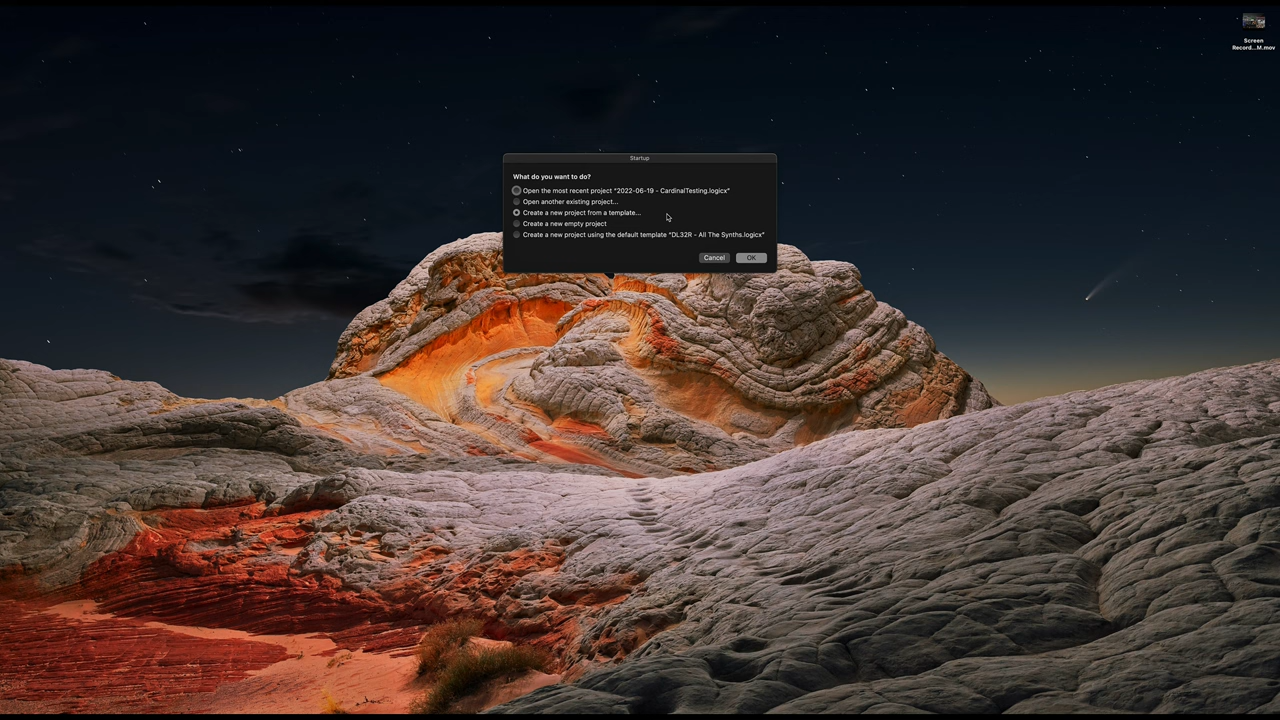 Screen
Record...M.mov
Startup
What do you want to do?
Open the most recent project "2022-06-19 - CardinalTesting.logicx"
Open another existing project...
Create a new project from a template...
Create a new empty project
Create a new project using the default template "DL32R - All The Synths.logicx"
Cancel
OK